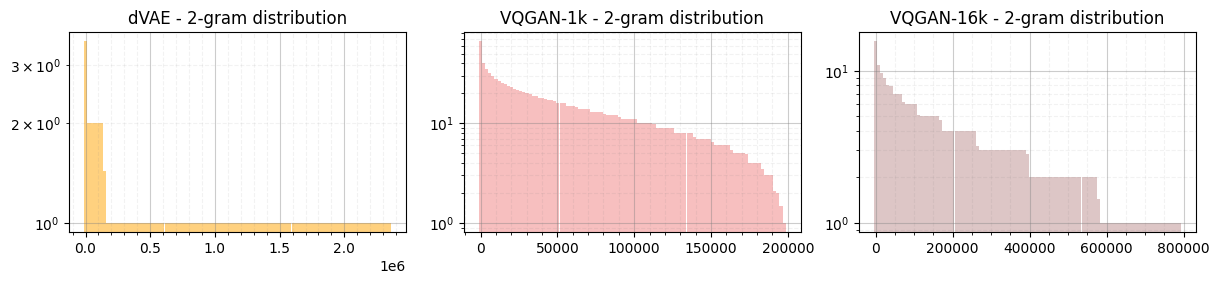 dVAE - 2-gram distribution
3 × 10⁰
2 × 10⁰
10⁰
0.0 0.5 1.0 1.5 2.0
1e6
VQGAN-1k - 2-gram distribution
10¹
10⁰
0 50000 100000 150000 200000
VQGAN-16k - 2-gram distribution
10¹
10⁰
0 200000 400000 600000 800000